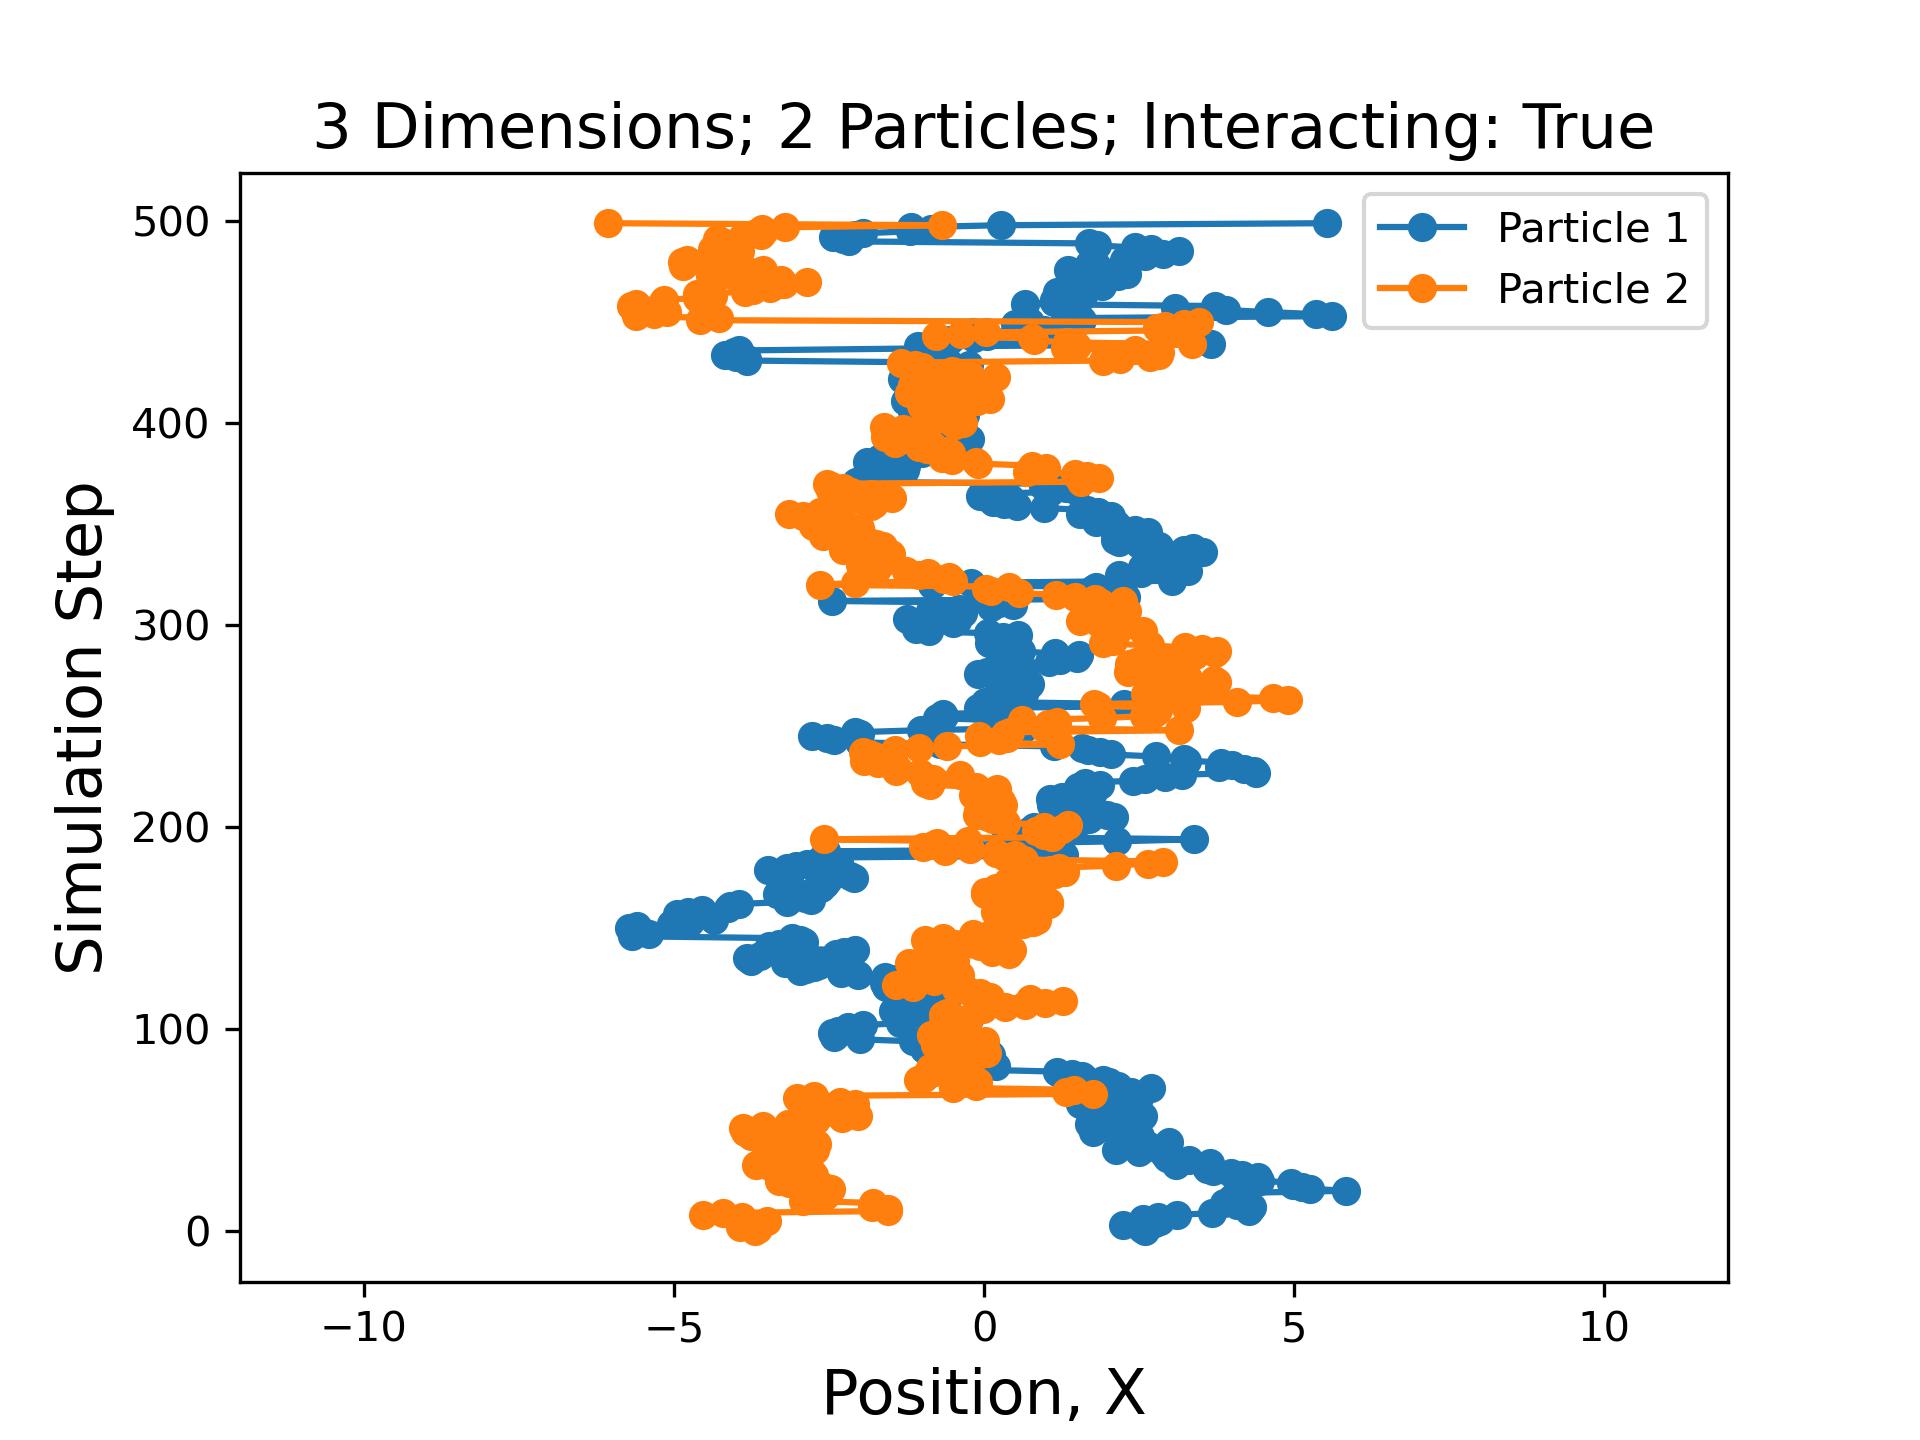 3 Dimensions; 2 Particles; Interacting: True
Particle 1
Particle 2
500
400
300
200
100
0
Simulation Step
−10 −5 0 5 10
Position, X